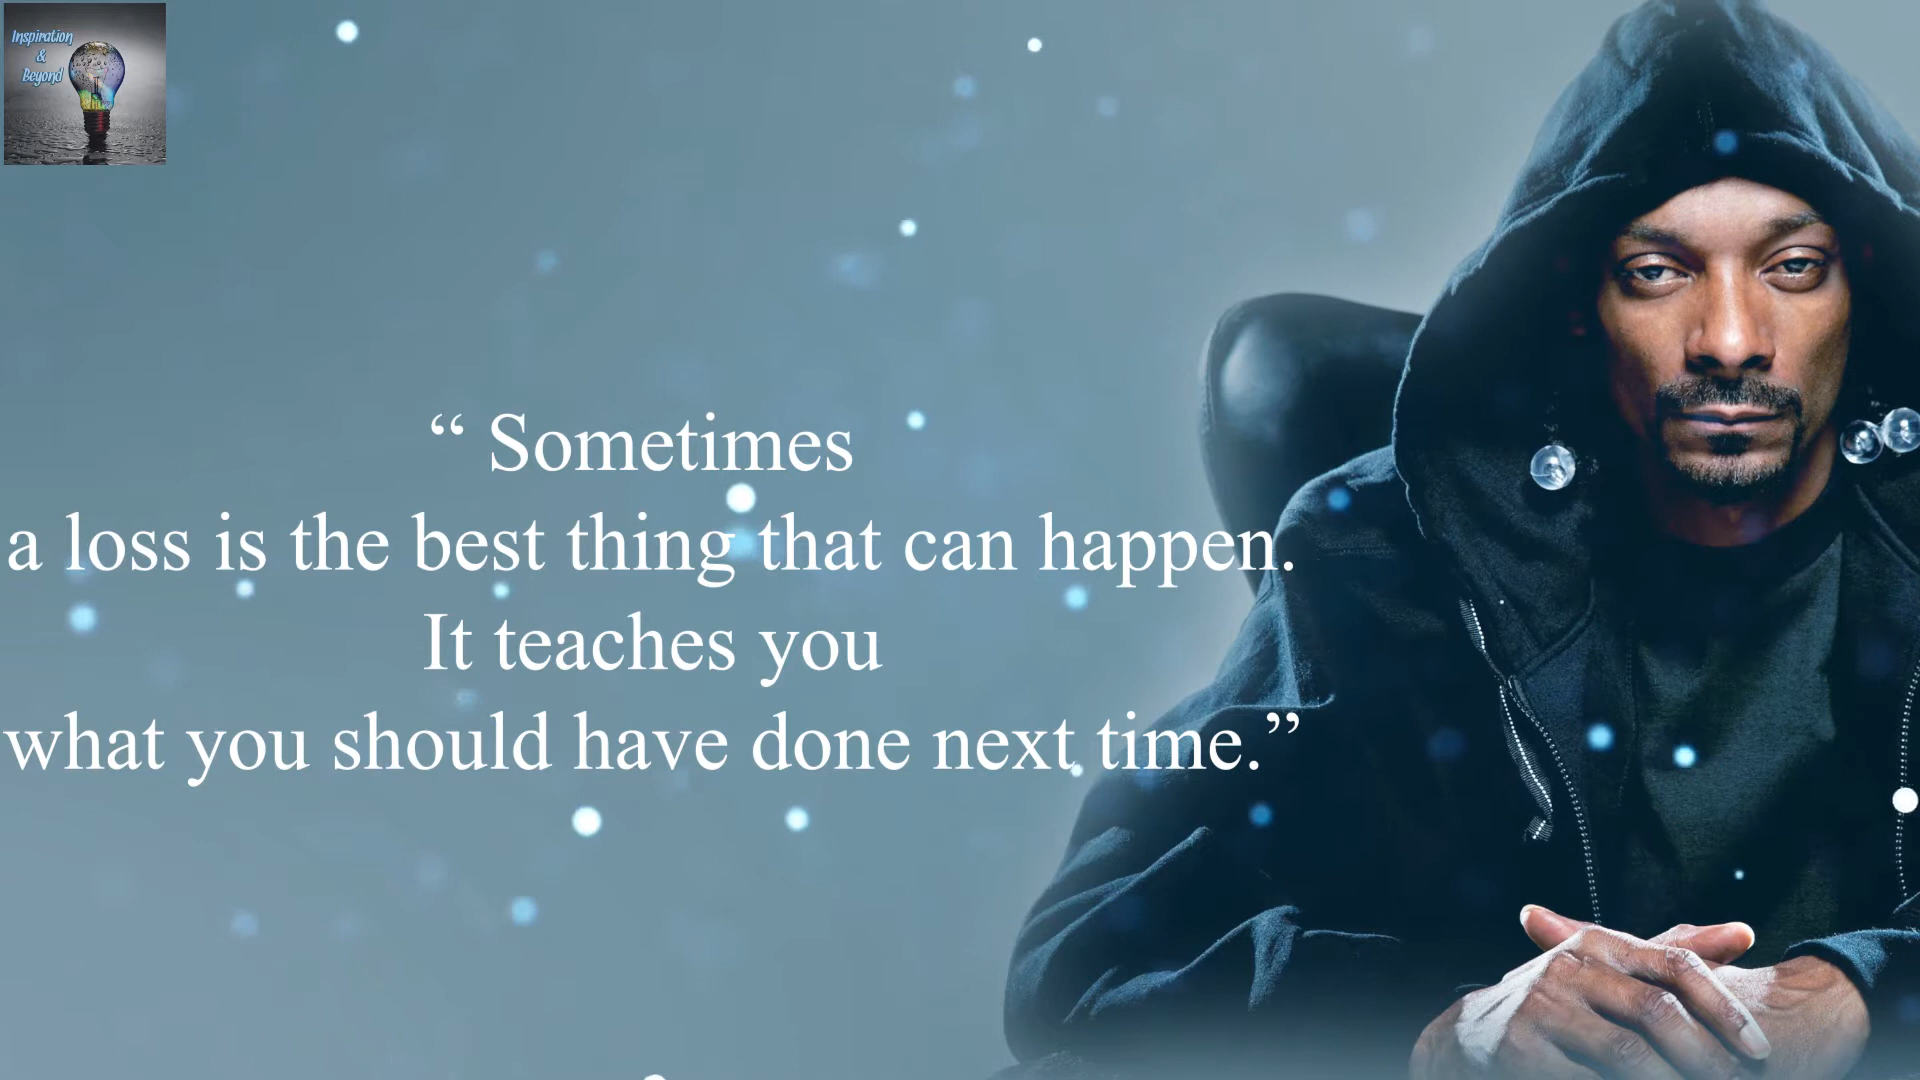 Inspiration
&
Beyond
“ Sometimes
a loss is the best thing that can happen.
It teaches you
what you should have done next time.”